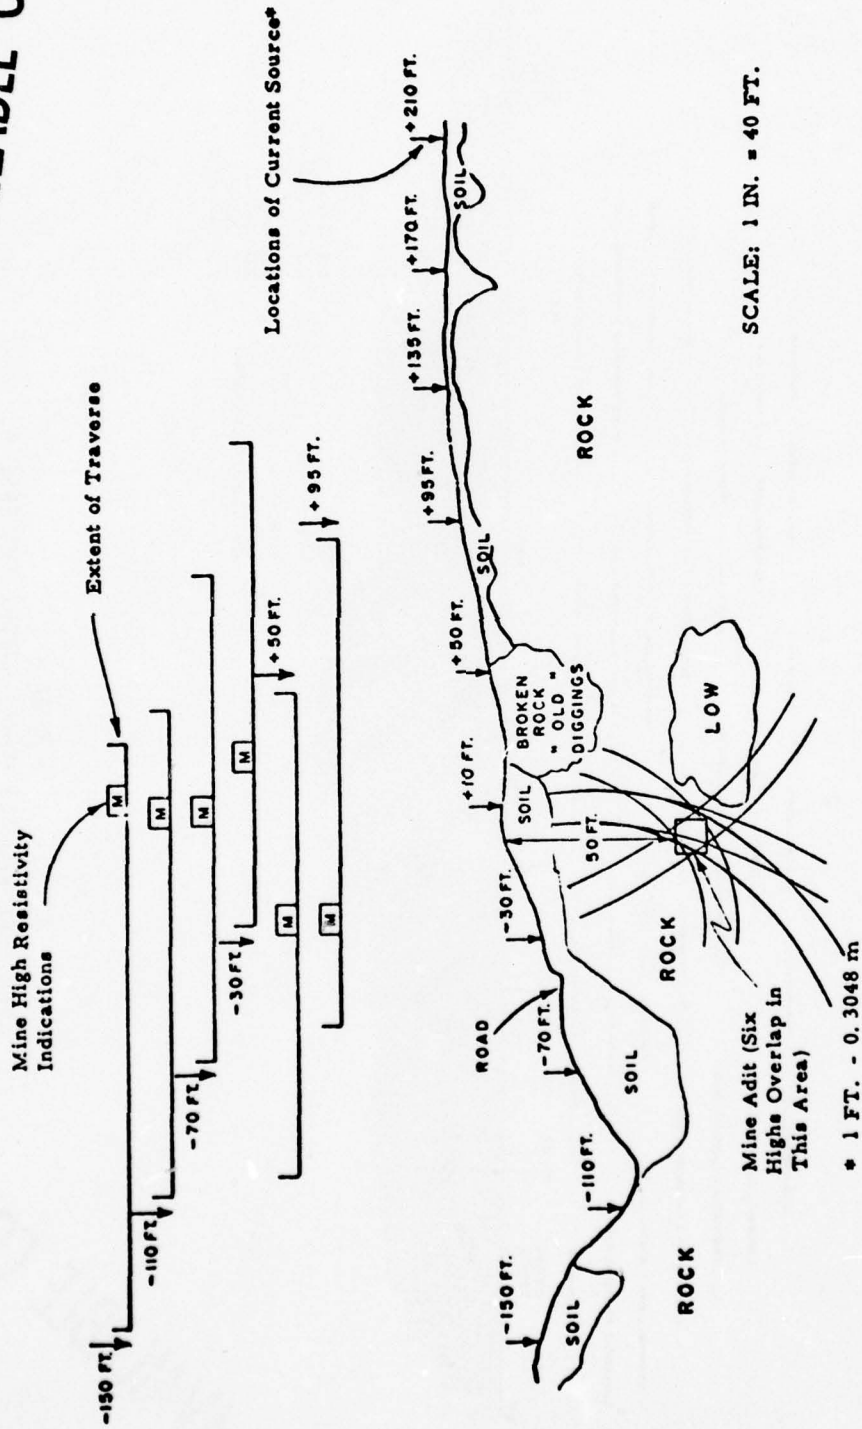 Mine High Resistivity
Indications
Extent of Traverse
M
M
M
M
M
M
-150 FT.
-110 FT.
-70 FT.
-30 FT.
+50 FT.
+95 FT.
Locations of Current Source*
-150 FT.
-110 FT.
-70 FT.
-30 FT.
+10 FT.
+50 FT.
+95 FT.
+135 FT.
+170 FT.
+210 FT.
ROAD
SOIL
SOIL
SOIL
SOIL
SOIL
BROKEN
ROCK
"OLD"
DIGGINGS
50 FT.
LOW
ROCK
ROCK
ROCK
Mine Adit (Six
Highs Overlap in
This Area)
SCALE: 1 IN. = 40 FT.
* 1 FT. - 0.3048 m